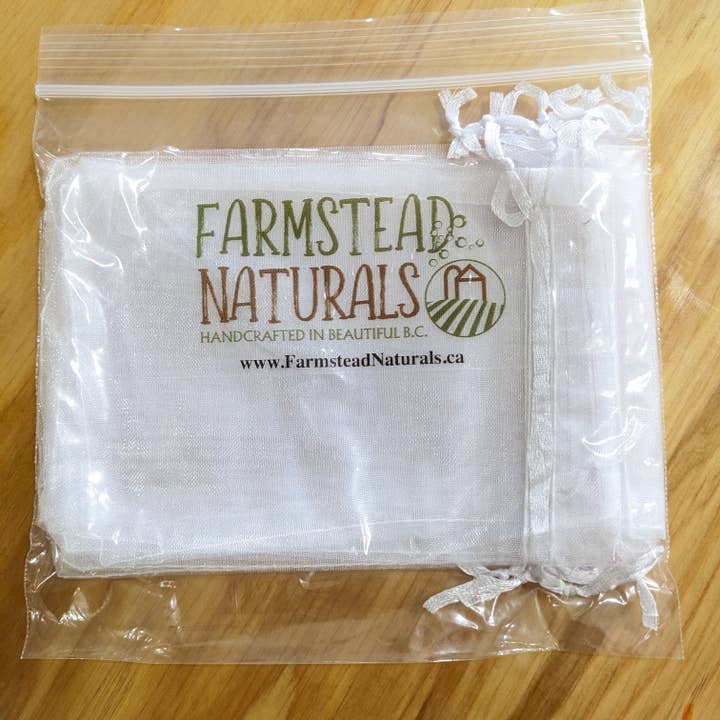 FARMSTEAD
NATURALS
HANDCRAFTED IN BEAUTIFUL B.C.
www.FarmsteadNaturals.ca